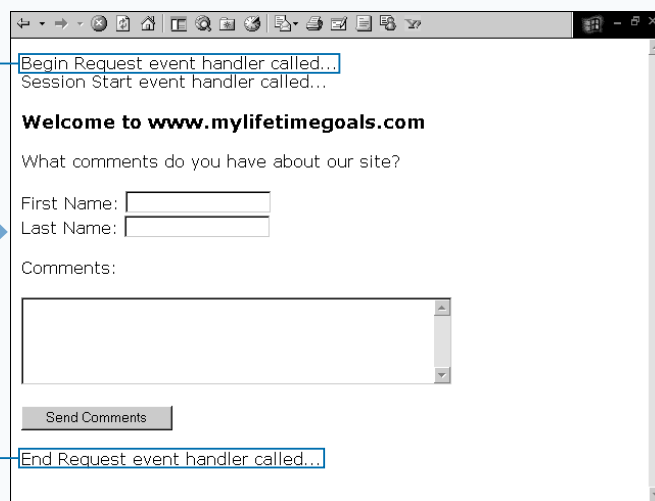 Begin Request event handler called...
Session Start event handler called...
Welcome to www.mylifetimegoals.com
What comments do you have about our site?
First Name:
Last Name:
Comments:
Send Comments
End Request event handler called...